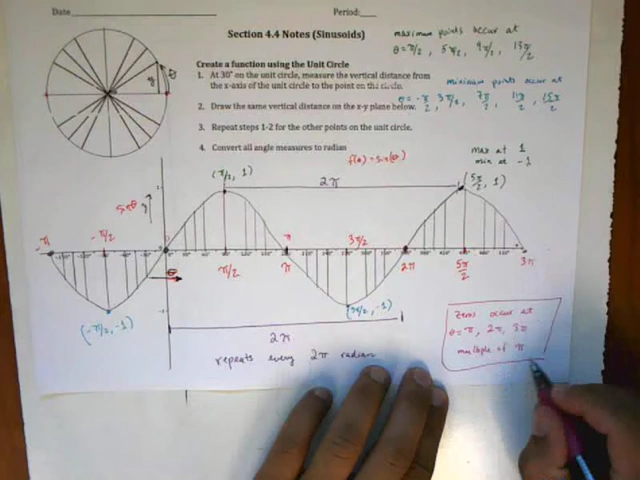 Date
Period:
Section 4.4 Notes (Sinusoids)
maximum points occur at
θ = π/2, 5π/2, 9π/2, 13π/2
Create a function using the Unit Circle
1. At 30° on the unit circle, measure the vertical distance from
the x-axis of the unit circle to the point on the circle.
minimum points occur at
θ = -π/2, 3π/2, 7π/2, 11π/2, 15π/2
2. Draw the same vertical distance on the x-y plane below.
3. Repeat steps 1-2 for the other points on the unit circle.
4. Convert all angle measures to radian
f(θ) = sin(θ)
max at 1
min at -1
(π/2, 1)
2π
(5π/2, 1)
sinθ
y
-π
-π/2
π
3π/2
θ
π/2
π
2π
5π/2
3π
(-π/2, -1)
(3π/2, -1)
2π
repeats every 2π radian
Zeros occur at
θ = π, 2π, 3π
multiple of π